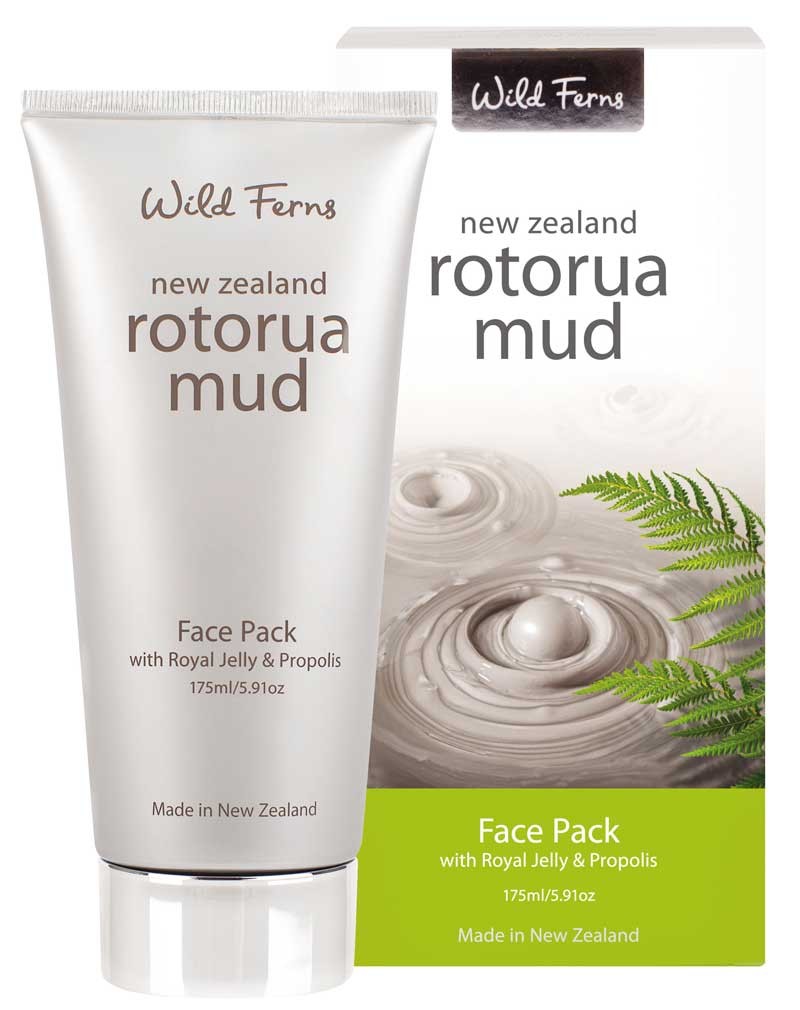 Wild Ferns
new zealand
rotorua
mud
Face Pack
with Royal Jelly & Propolis
175ml/5.91oz
Made in New Zealand
Wild Ferns
new zealand
rotorua
mud
Face Pack
with Royal Jelly & Propolis
175ml/5.91oz
Made in New Zealand